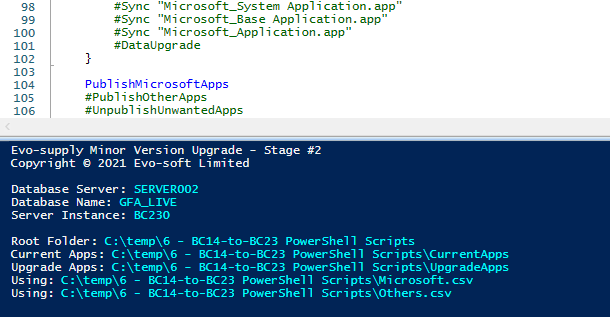 98 #Sync "Microsoft_System Application.app"
99 #Sync "Microsoft_Base Application.app"
100 #Sync "Microsoft_Application.app"
101 #DataUpgrade
102 }
103
104 PublishMicrosoftApps
105 #PublishOtherApps
106 #UnpublishUnwantedApps
Evo-supply Minor Version Upgrade - Stage #2
Copyright © 2021 Evo-soft Limited
Database Server: SERVER002
Database Name: GFA_LIVE
Server Instance: BC230
Root Folder: C:\temp\6 - BC14-to-BC23 PowerShell Scripts
Current Apps: C:\temp\6 - BC14-to-BC23 PowerShell Scripts\CurrentApps
Upgrade Apps: C:\temp\6 - BC14-to-BC23 PowerShell Scripts\UpgradeApps
Using: C:\temp\6 - BC14-to-BC23 PowerShell Scripts\Microsoft.csv
Using: C:\temp\6 - BC14-to-BC23 PowerShell Scripts\Others.csv